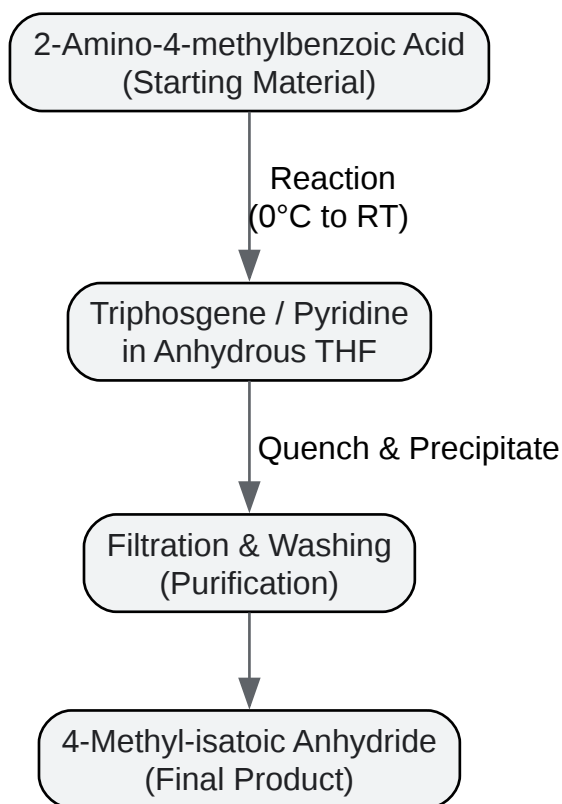 2-Amino-4-methylbenzoic Acid
(Starting Material)
Reaction
(0°C to RT)
Triphosgene / Pyridine
in Anhydrous THF
Quench & Precipitate
Filtration & Washing
(Purification)
4-Methyl-isatoic Anhydride
(Final Product)